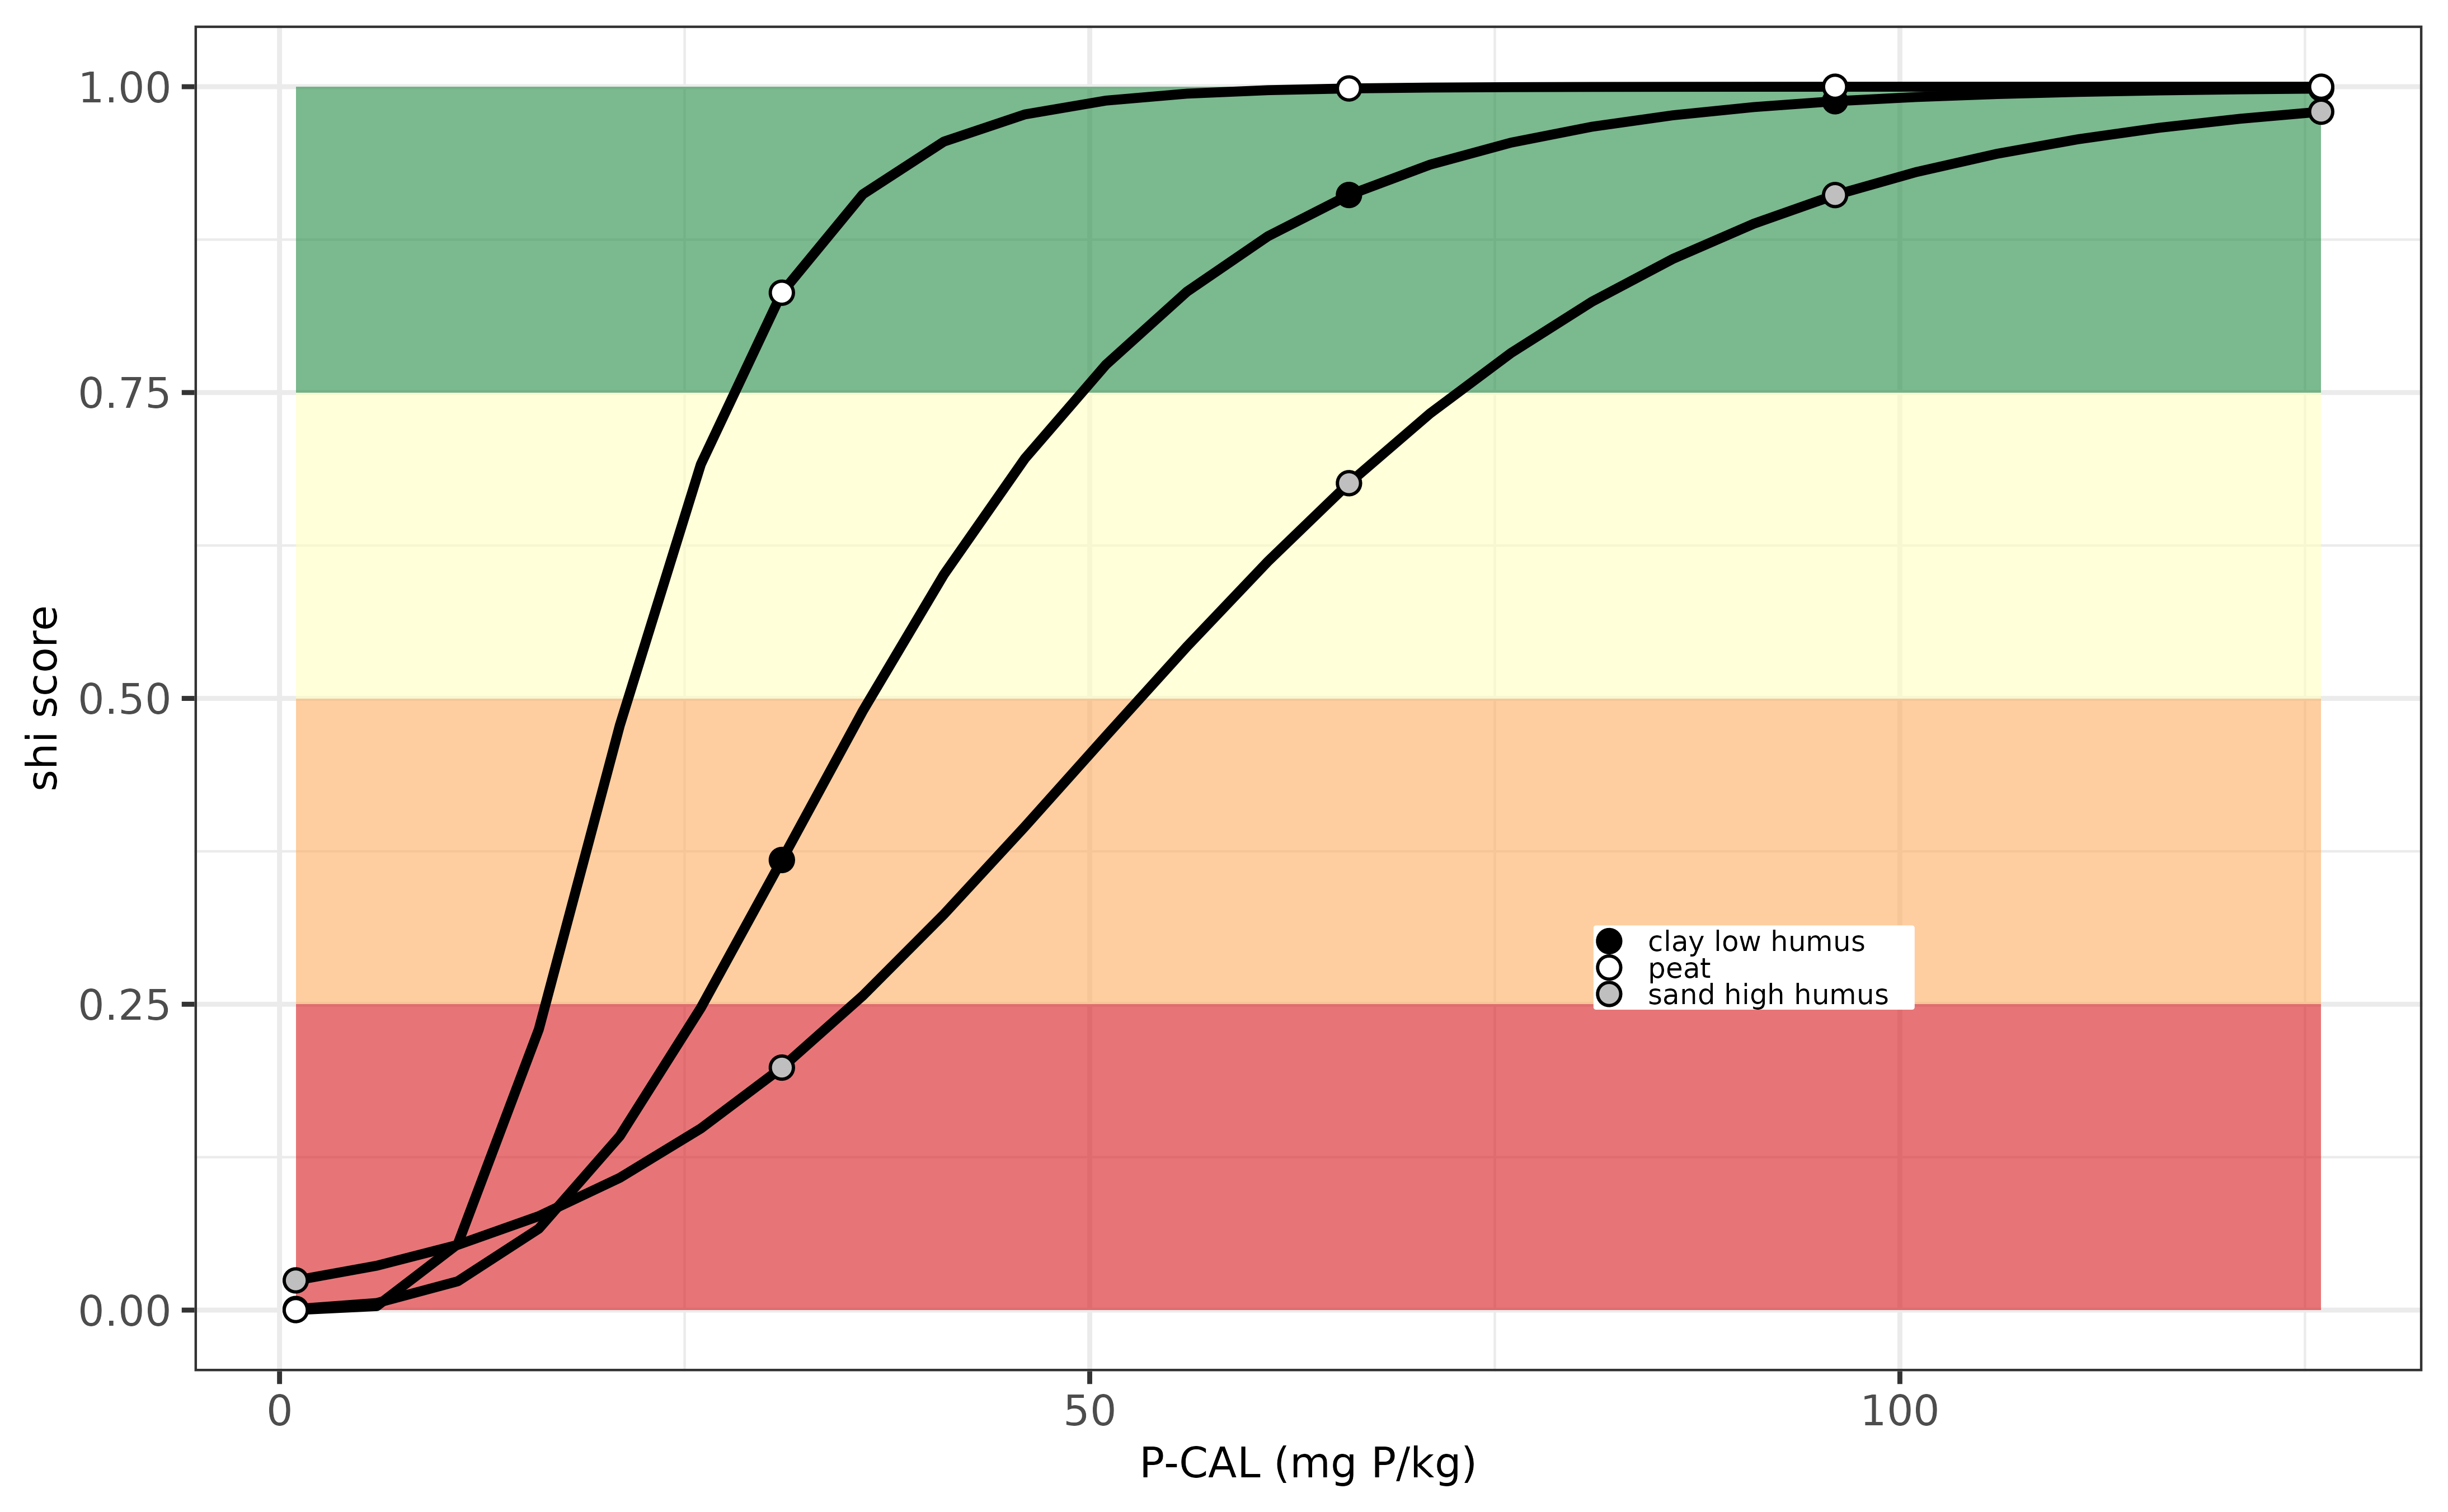 1.00
0.75
0.50
0.25
0.00
shi score
clay low humus
peat
sand high humus
0 50 100
P-CAL (mg P/kg)